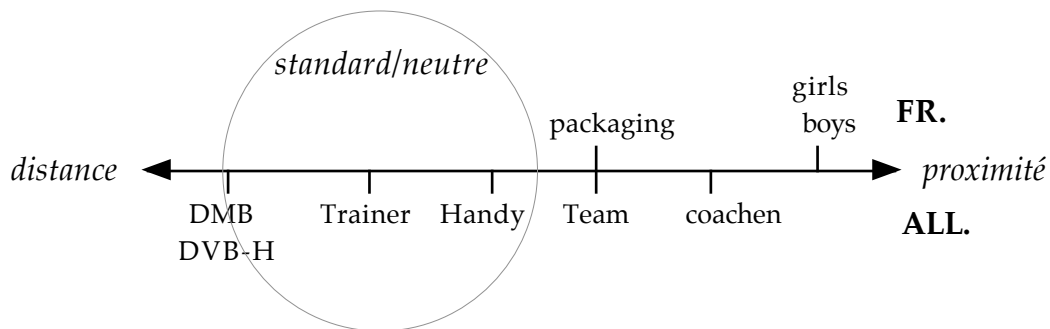 standard/neutre
girls
boys
FR.
packaging
distance
proximité
DMB
Trainer
Handy
Team
coachen
ALL.
DVB-H